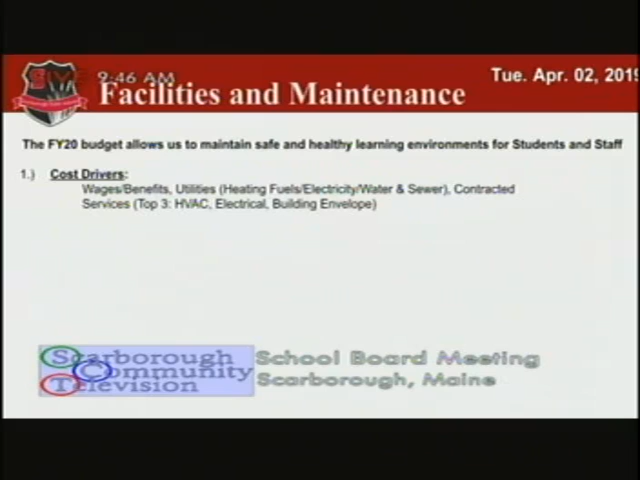 9:46 AM
Tue. Apr. 02, 2019
Facilities and Maintenance
The FY20 budget allows us to maintain safe and healthy learning environments for Students and Staff
1.) Cost Drivers:
Wages/Benefits, Utilities (Heating Fuels/Electricity/Water & Sewer), Contracted
Services (Top 3: HVAC, Electrical, Building Envelope)
Scarborough
Community
Television
School Board Meeting
Scarborough, Maine